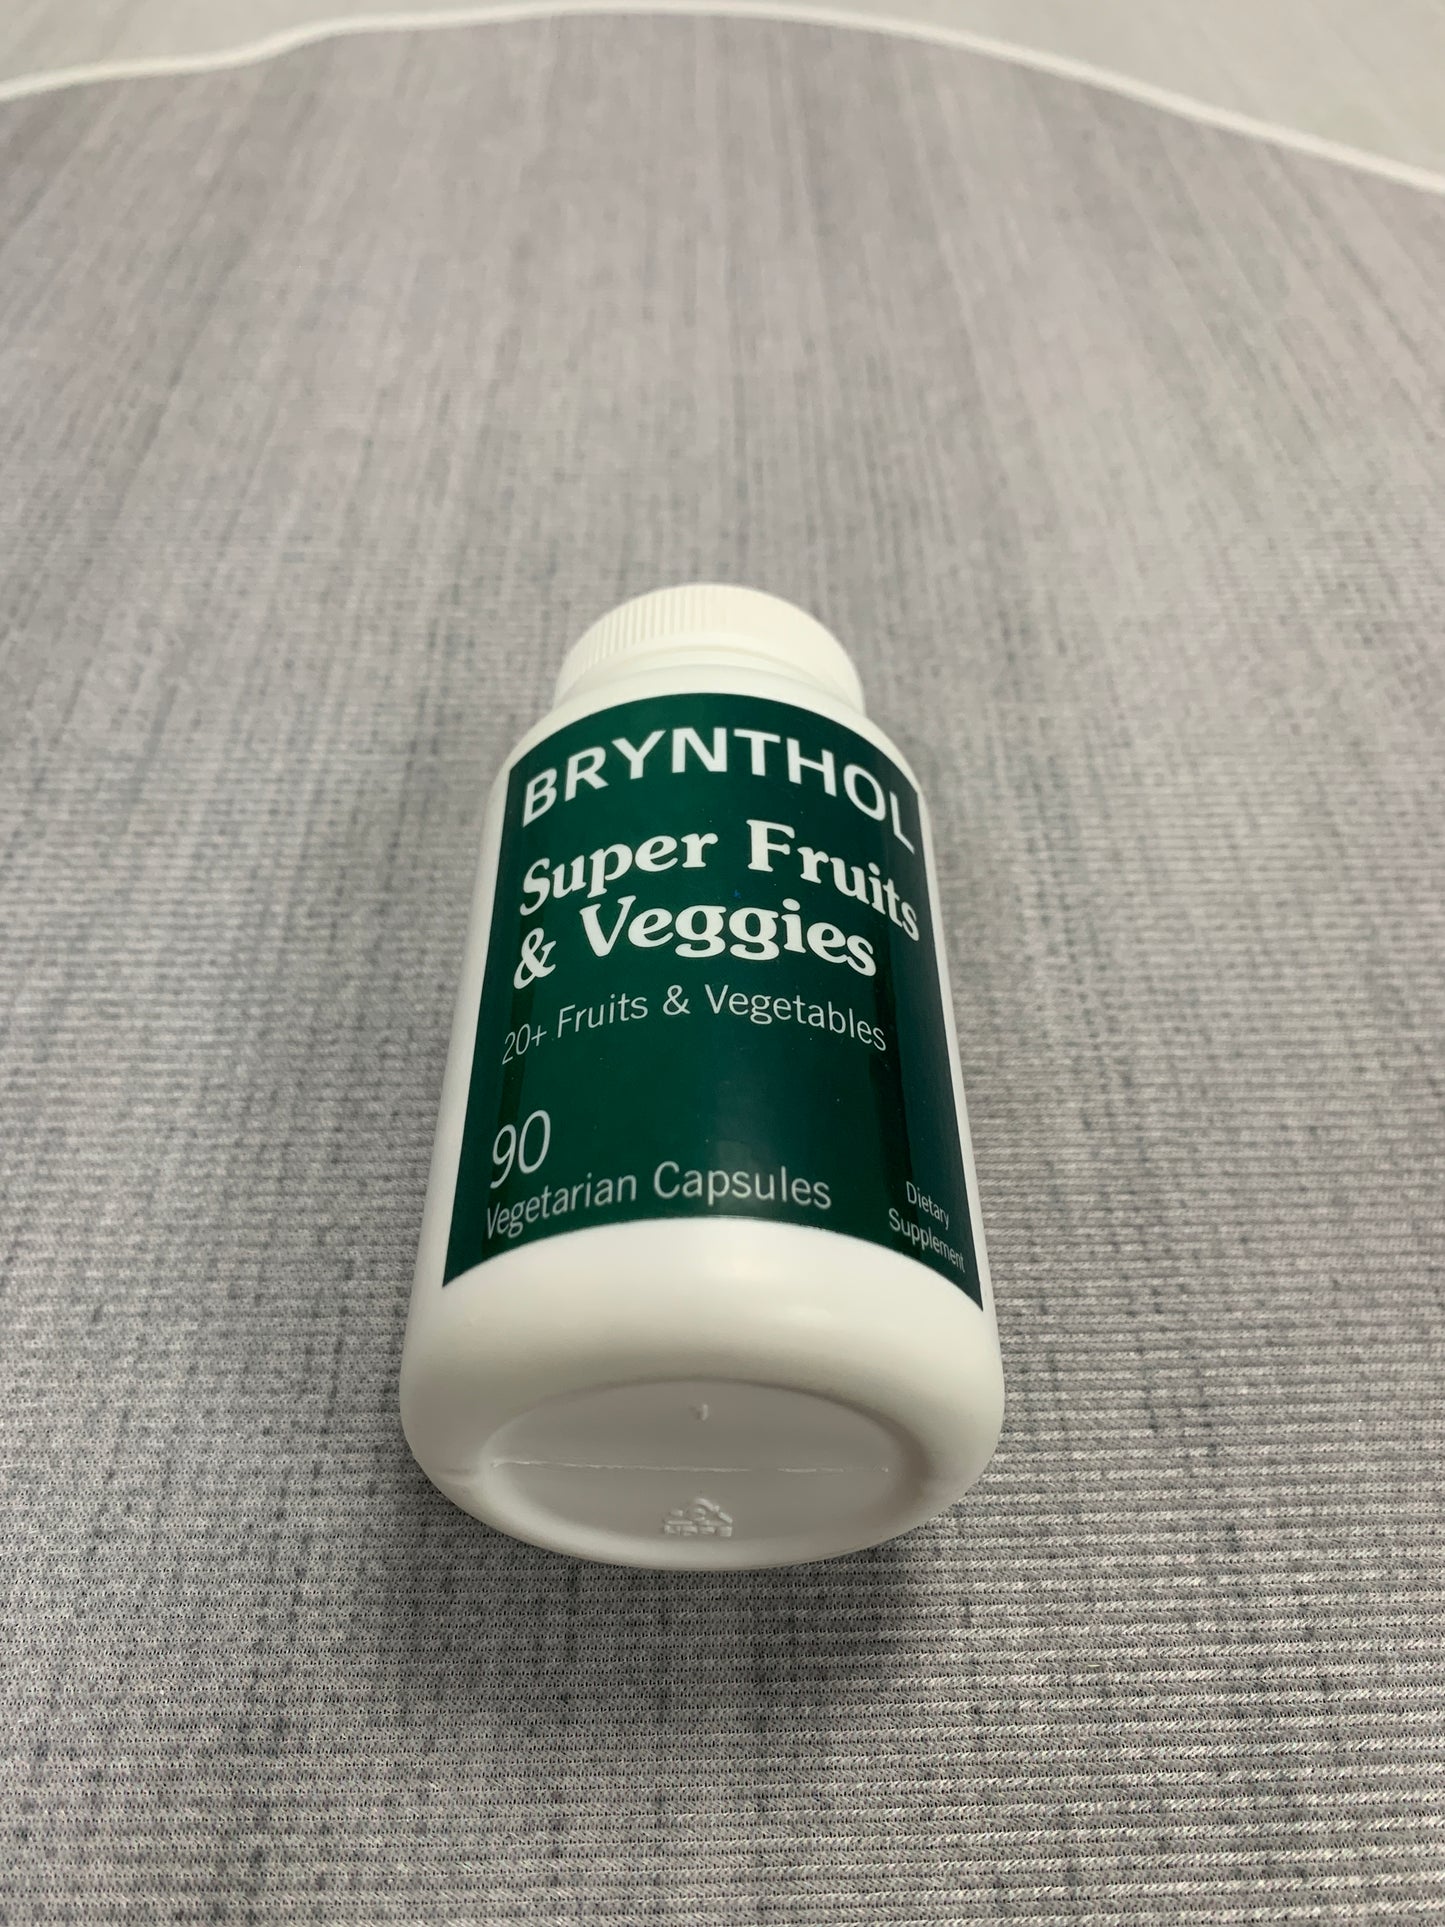 BRYNTHOL
Super Fruits
& Veggies
20+ Fruits & Vegetables
90
Vegetarian Capsules
Dietary
Supplement